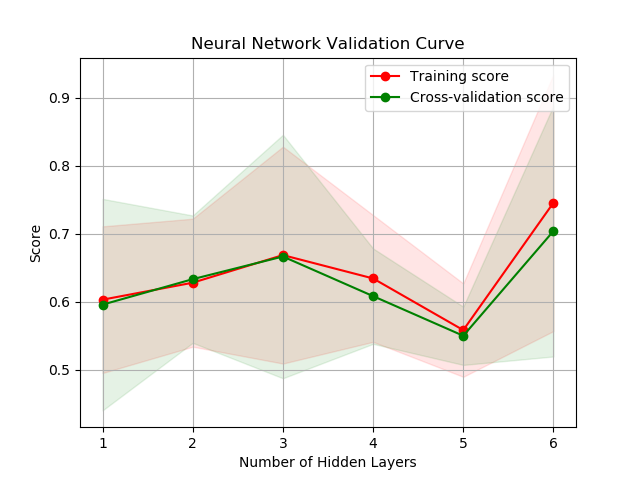 Neural Network Validation Curve
Training score
Cross-validation score
Score
0.9
0.8
0.7
0.6
0.5
1 2 3 4 5 6
Number of Hidden Layers